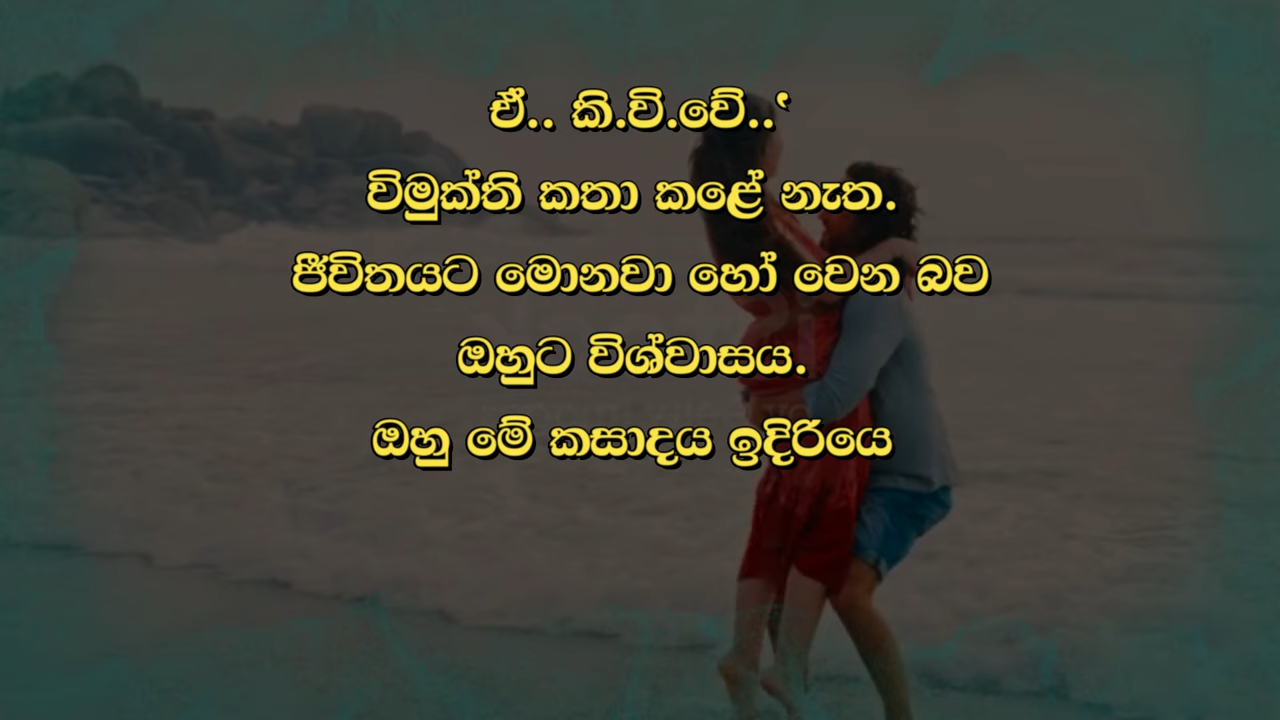 ඒ.. කි.වි.වේ..‘
විමුක්ති කතා කළේ නැත.
ජීවිතයට මොනවා හෝ වෙන බව
ඔහුට විශ්වාසය.
ඔහු මේ කසාදය ඉදිරියෙ